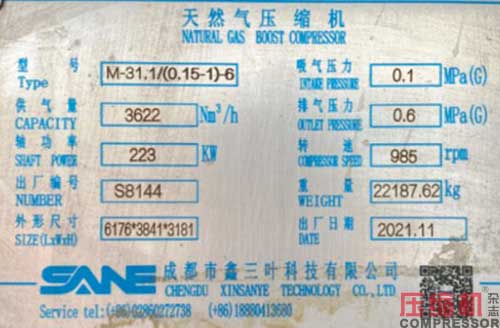 天然气压缩机
NATURAL GAS BOOST COMPRESSOR
型号 Type M-31.1/(0.15-1)-6 吸气压力 INTAKE PRESSURE 0.1 MPa(G)
供气量 CAPACITY 3622 Nm³/h 排气压力 OUTLET PRESSURE 0.6 MPa(G)
轴功率 SHAFT POWER 223 KW 转速 COMPRESSOR SPEED 985 rpm
出厂编号 NUMBER S8144 重量 WEIGHT 22187.62 kg
外形尺寸 SIZE(LxWxH) 6176*3841*3181 出厂日期 DATE 2021.11
SANE 成都市鑫三叶科技有限公司
CHENGDU XINSANYE TECHNOLOGY CO.,LTD.
Service tel:(+86)02860272738 (+86)18880413680
压缩机杂志
COMPRESSOR